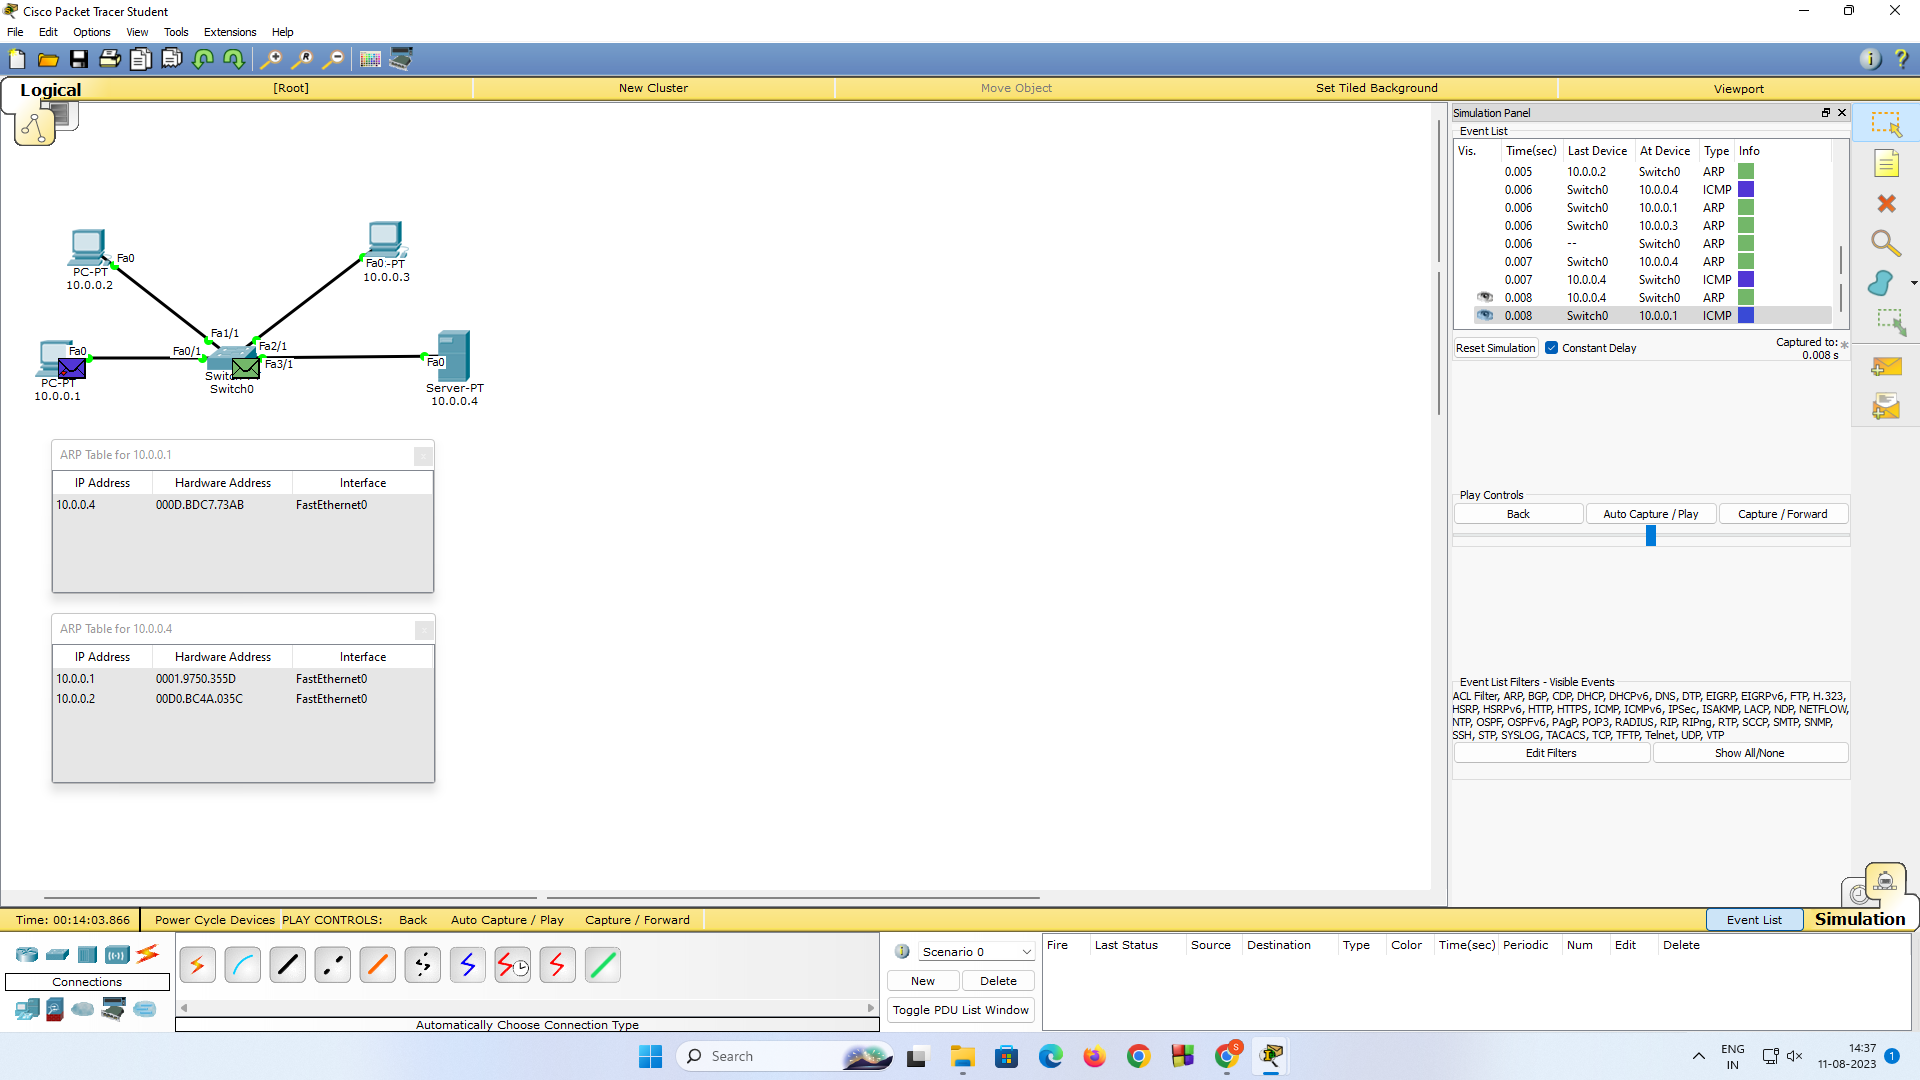 Cisco Packet Tracer Student
File Edit Options View Tools Extensions Help
Logical [Root] New Cluster Move Object Set Tiled Background Viewport
Simulation Panel
Event List
Vis. Time(sec) Last Device At Device Type Info
0.005 10.0.0.2 Switch0 ARP
0.006 Switch0 10.0.0.4 ICMP
0.006 Switch0 10.0.0.1 ARP
0.006 Switch0 10.0.0.3 ARP
0.006 -- Switch0 ARP
0.007 Switch0 10.0.0.4 ARP
0.007 10.0.0.4 Switch0 ICMP
0.008 10.0.0.4 Switch0 ARP
0.008 Switch0 10.0.0.1 ICMP
Reset Simulation Constant Delay Captured to: *
0.008 s
Fa0
PC-PT
10.0.0.2
Fa0 -PT
10.0.0.3
Fa1/1
Fa0 Fa0/1 Fa2/1
Fa3/1 Fa0
PC-PT
10.0.0.1
Switch0
Server-PT
10.0.0.4
ARP Table for 10.0.0.1
IP Address Hardware Address Interface
10.0.0.4 000D.BDC7.73AB FastEthernet0
ARP Table for 10.0.0.4
IP Address Hardware Address Interface
10.0.0.1 0001.9750.355D FastEthernet0
10.0.0.2 00D0.BC4A.035C FastEthernet0
Play Controls
Back Auto Capture / Play Capture / Forward
Event List Filters - Visible Events
ACL Filter, ARP, BGP, CDP, DHCP, DHCPv6, DNS, DTP, EIGRP, EIGRPv6, FTP, H.323,
HSRP, HSRPv6, HTTP, HTTPS, ICMP, ICMPv6, IPSec, ISAKMP, LACP, NDP, NETFLOW,
NTP, OSPF, OSPFv6, PAgP, POP3, RADIUS, RIP, RIPng, RTP, SCCP, SMTP, SNMP,
SSH, STP, SYSLOG, TACACS, TCP, TFTP, Telnet, UDP, VTP
Edit Filters Show All/None
Time: 00:14:03.866 Power Cycle Devices PLAY CONTROLS: Back Auto Capture / Play Capture / Forward Event List Simulation
Connections
Automatically Choose Connection Type
Scenario 0
New Delete
Toggle PDU List Window
Fire Last Status Source Destination Type Color Time(sec) Periodic Num Edit Delete
Search
S
ENG
IN
14:37
11-08-2023
1